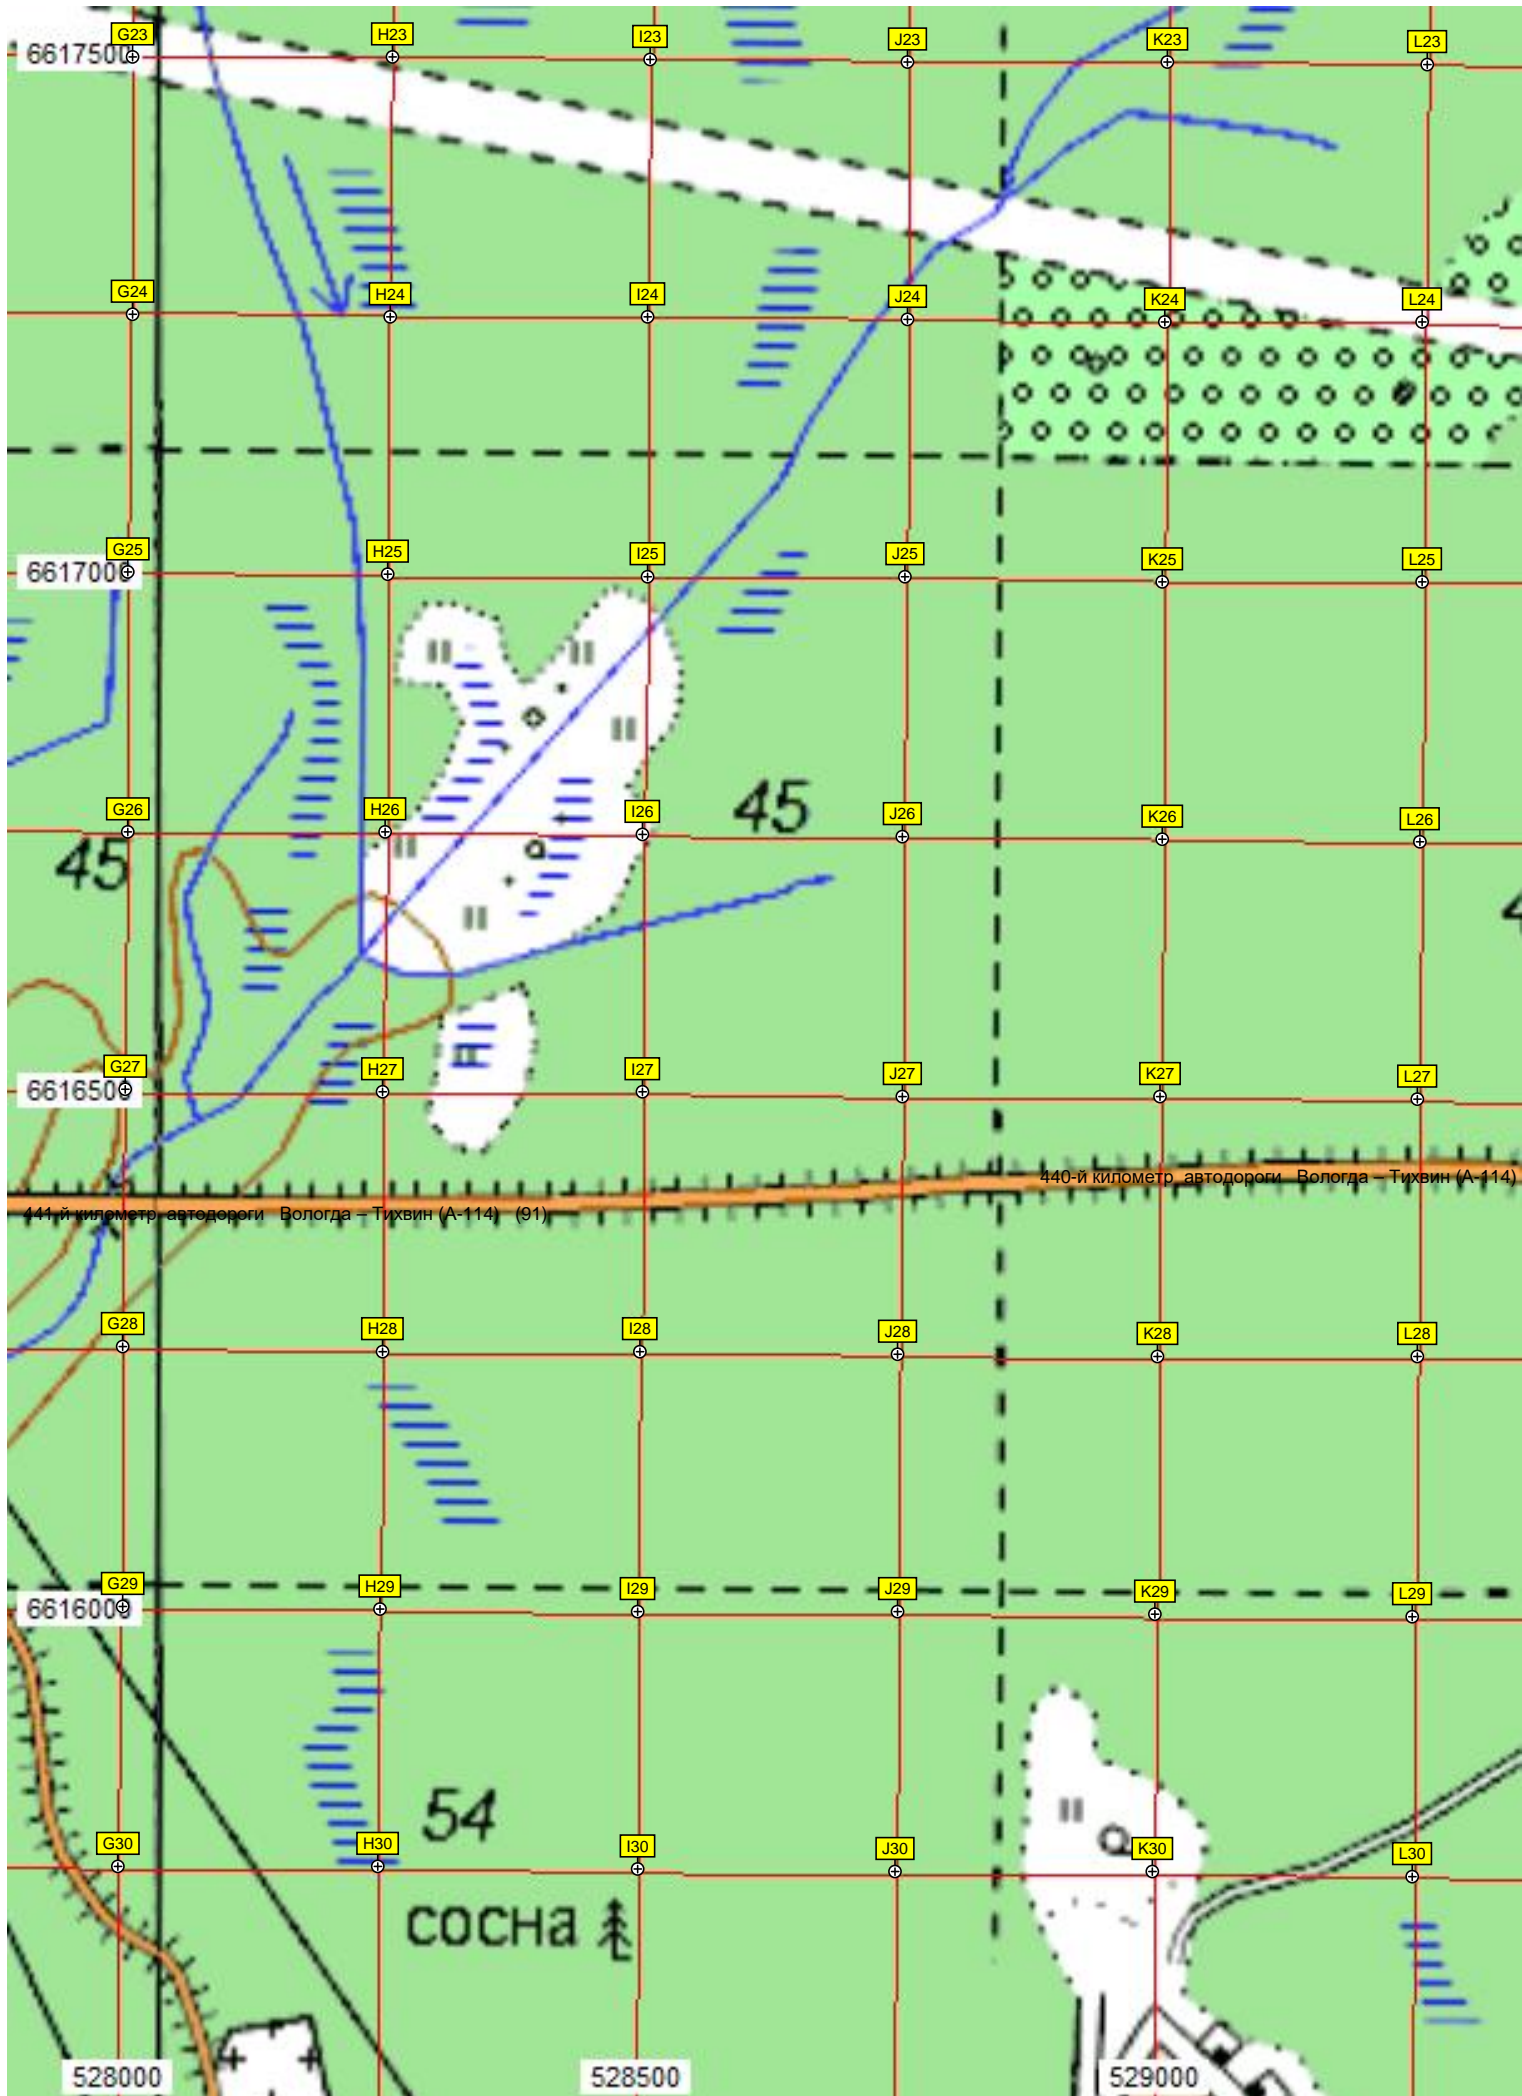 G23 H23 I23 J23 K23 L23
6617500
G24 H24 I24 J24 K24 L24
G25 H25 I25 J25 K25 L25
6617000
G26 H26 I26 J26 K26 L26
45
45
4
G27 H27 I27 J27 K27 L27
6616500
440-й километр автодороги Вологда – Тихвин (А-114)
441-й километр автодороги Вологда – Тихвин (А-114) (91)
G28 H28 I28 J28 K28 L28
G29 H29 I29 J29 K29 L29
6616000
54
G30 H30 I30 J30 K30 L30
сосна
528000 528500 529000